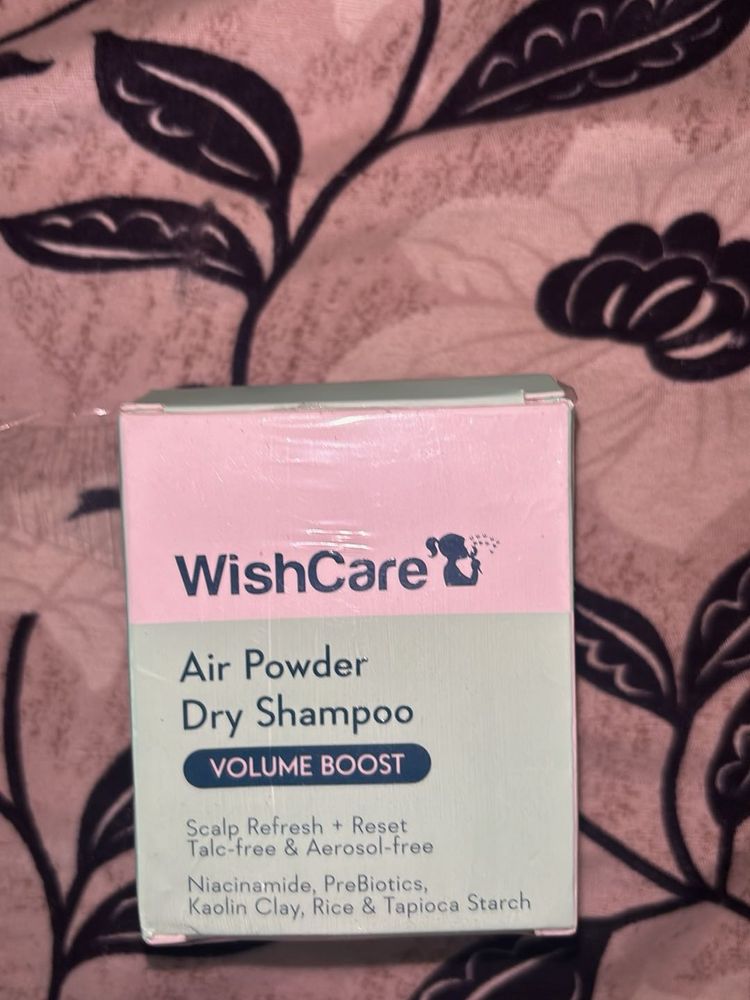 WishCare
Air Powder
Dry Shampoo
VOLUME BOOST
Scalp Refresh + Reset
Talc-free & Aerosol-free
Niacinamide, PreBiotics,
Kaolin Clay, Rice & Tapioca Starch